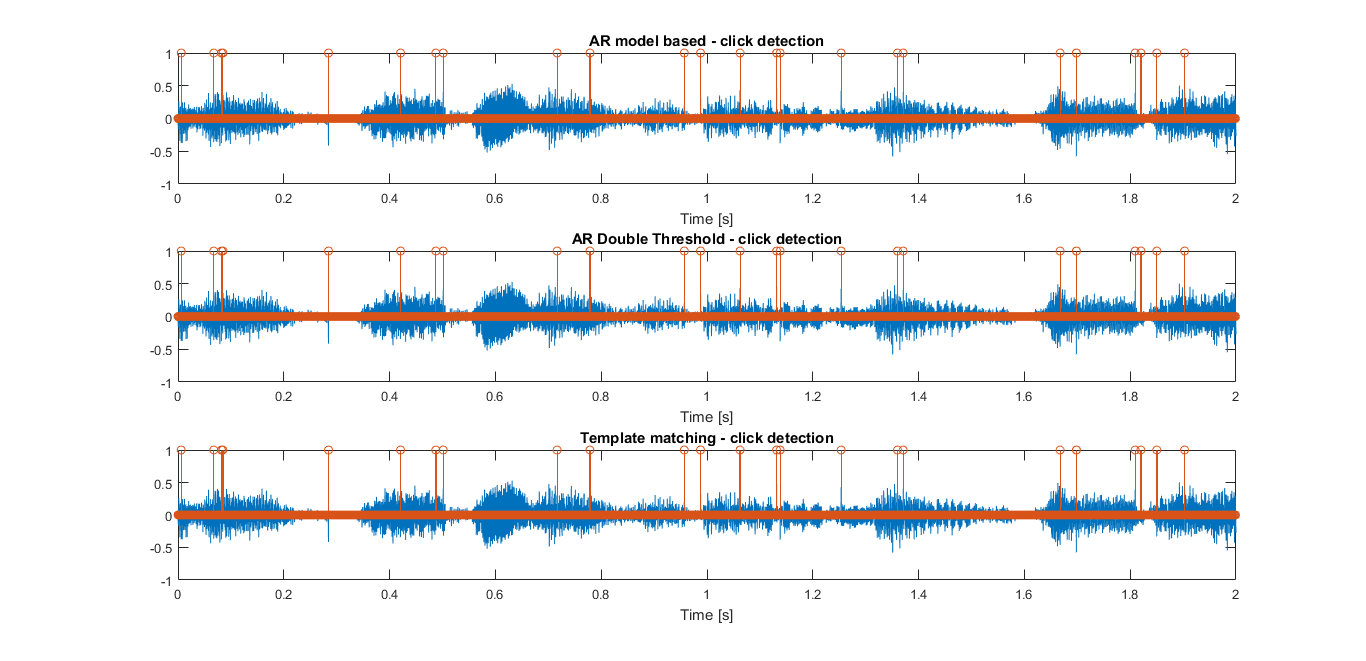 AR model based - click detection
1
0.5
0
-0.5
-1
0 0.2 0.4 0.6 0.8 1 1.2 1.4 1.6 1.8 2
Time [s]
AR Double Threshold - click detection
1
0.5
0
-0.5
-1
0 0.2 0.4 0.6 0.8 1 1.2 1.4 1.6 1.8 2
Time [s]
Template matching - click detection
1
0.5
0
-0.5
-1
0 0.2 0.4 0.6 0.8 1 1.2 1.4 1.6 1.8 2
Time [s]